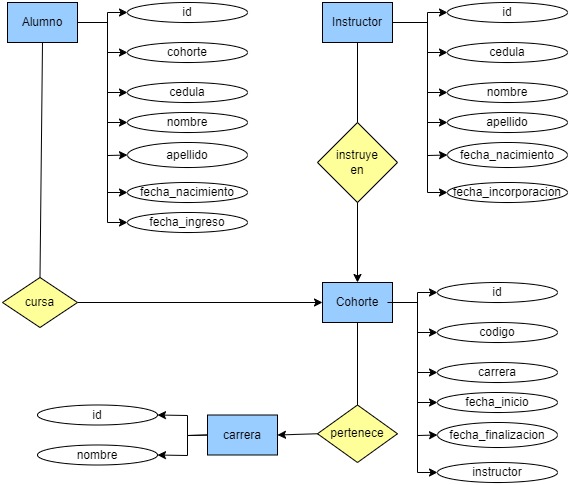 Alumno
id
cohorte
cedula
nombre
apellido
fecha_nacimiento
fecha_ingreso
Instructor
id
cedula
nombre
apellido
fecha_nacimiento
fecha_incorporacion
instruye
en
cursa
Cohorte
id
codigo
carrera
fecha_inicio
fecha_finalizacion
instructor
pertenece
carrera
id
nombre